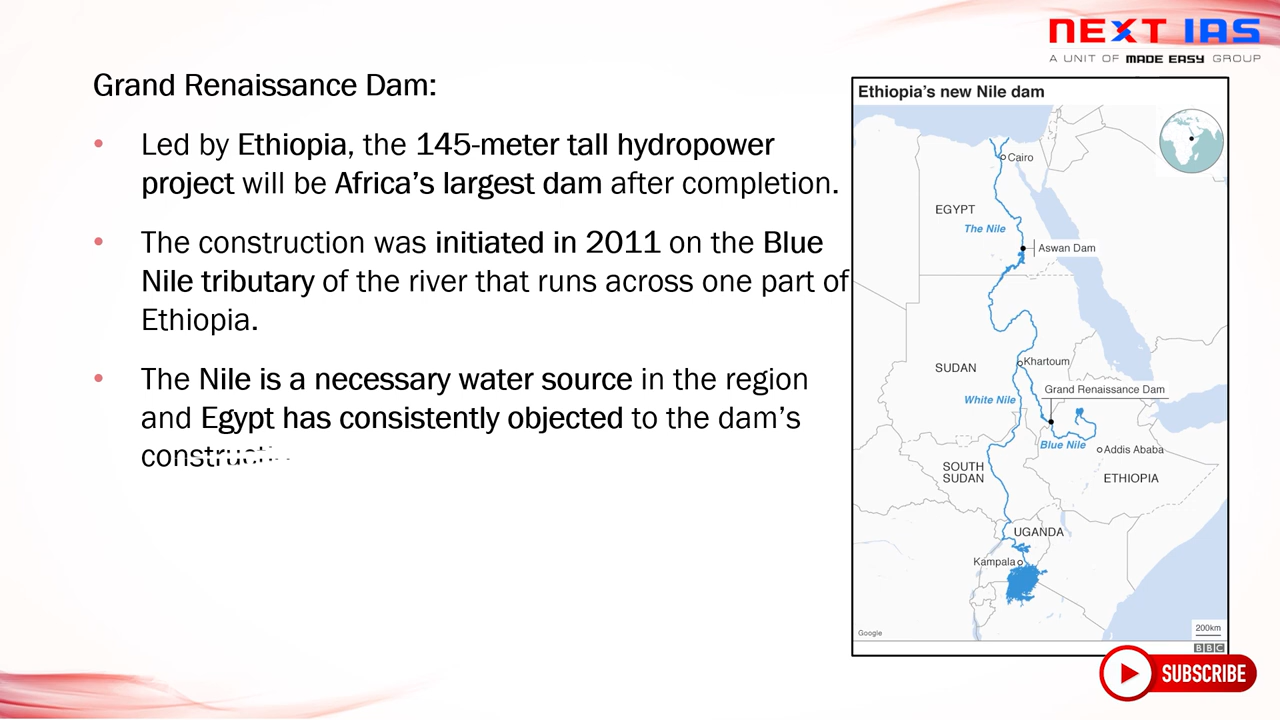 NEXT IAS
A UNIT OF MADE EASY GROUP
Grand Renaissance Dam:
• Led by Ethiopia, the 145-meter tall hydropower
project will be Africa’s largest dam after completion.
• The construction was initiated in 2011 on the Blue
Nile tributary of the river that runs across one part of
Ethiopia.
• The Nile is a necessary water source in the region
and Egypt has consistently objected to the dam’s
Ethiopia’s new Nile dam
Cairo
EGYPT
The Nile
Aswan Dam
SUDAN
Khartoum
Grand Renaissance Dam
White Nile
Blue Nile
Addis Ababa
SOUTH
SUDAN
ETHIOPIA
UGANDA
Kampala
Google
200km
BBC
SUBSCRIBE